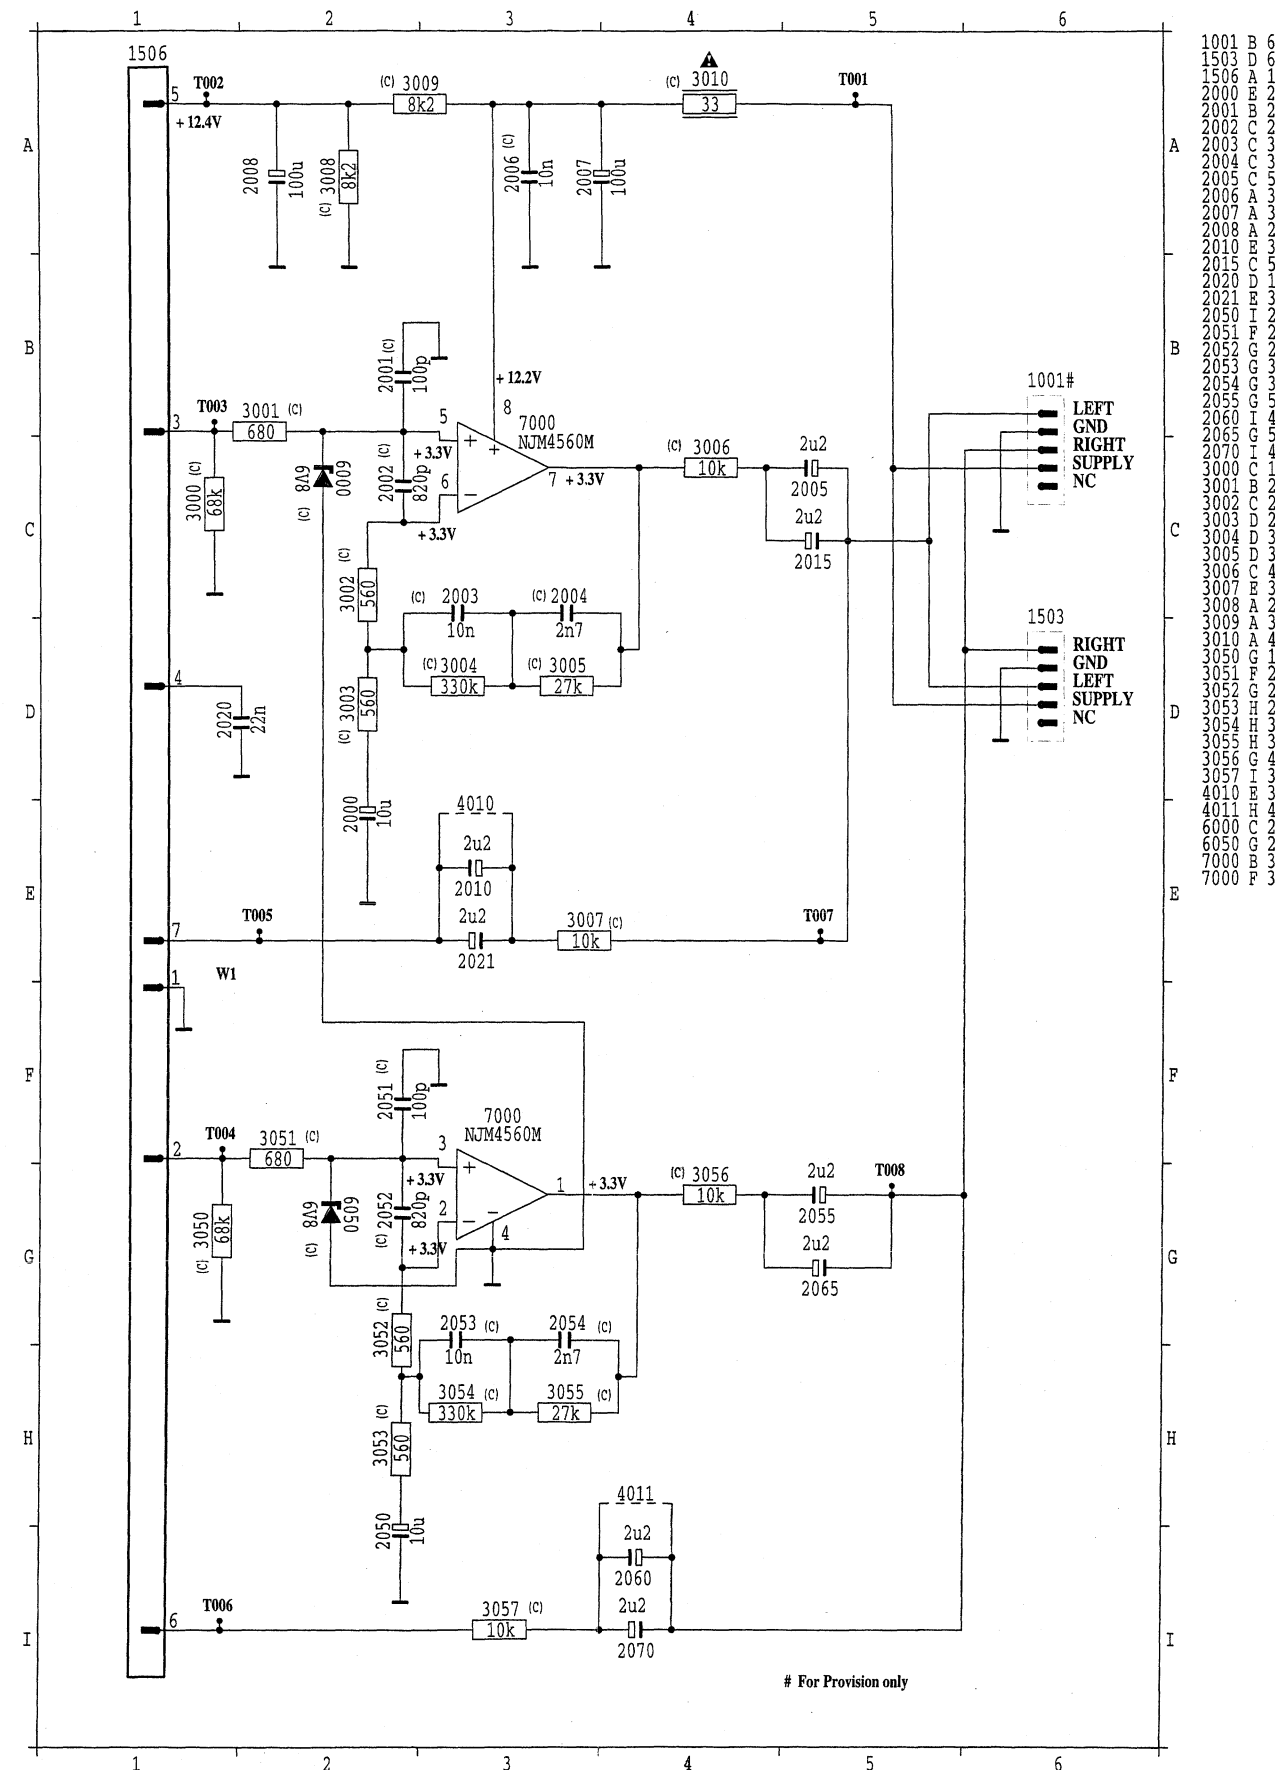 1 2 3 4 5 6
1506
T002
5
+ 12.4V
(C) 3009
8k2
(C) 3010
33
T001
A
A
2008
100u
(C) 3008
8k2
2006 (C)
10n
2007
100u
B
B
2001 (C)
100p
+ 12.2V
8
1001#
LEFT
GND
RIGHT
SUPPLY
NC
T003
3
3001 (C)
680
5
7000
NJM4560M
+ 3.3V
6
7 + 3.3V
(C) 3006
10k
2u2
2005
2u2
2015
3000 (C)
68k
6V8
6000
(C)
2002 (C)
820p
+ 3.3V
C
C
3002 (C)
560
(C) 2003
10n
(C) 2004
2n7
(C) 3004
330k
(C) 3005
27k
1503
RIGHT
GND
LEFT
SUPPLY
NC
4
(C) 3003
560
D
D
2020
22n
2000
10u
4010
2u2
2010
E
E
7
T005
2u2
2021
3007 (C)
10k
T007
1
W1
F
F
2051 (C)
100p
7000
NJM4560M
T004
2
3051 (C)
680
3
+ 3.3V
1 + 3.3V
(C) 3056
10k
2u2
2055
T008
(C) 3050
68k
6V8
6050
(C)
(C) 2052
820p
2
4
+ 3.3V
2u2
2065
G
G
3052 (C)
560
2053 (C)
10n
2054 (C)
2n7
3054 (C)
330k
3055 (C)
27k
3053 (C)
560
H
H
2050
10u
4011
2u2
2060
6
T006
3057 (C)
10k
2u2
2070
I
I
# For Provision only
1 2 3 4 5 6
1001 B 6
1503 D 6
1506 A 1
2000 E 2
2001 B 2
2002 C 2
2003 C 3
2004 C 3
2005 C 5
2006 A 3
2007 A 3
2008 A 2
2010 E 3
2015 C 5
2020 D 1
2021 E 3
2050 I 2
2051 F 2
2052 G 2
2053 G 3
2054 G 3
2055 G 5
2060 I 4
2065 G 5
2070 I 4
3000 C 1
3001 B 2
3002 C 2
3003 D 2
3004 D 3
3005 D 3
3006 C 4
3007 E 3
3008 A 2
3009 A 3
3010 A 4
3050 G 1
3051 F 2
3052 G 2
3053 H 2
3054 H 3
3055 H 3
3056 G 4
3057 I 3
4010 E 3
4011 H 4
6000 C 2
6050 G 2
7000 B 3
7000 F 3